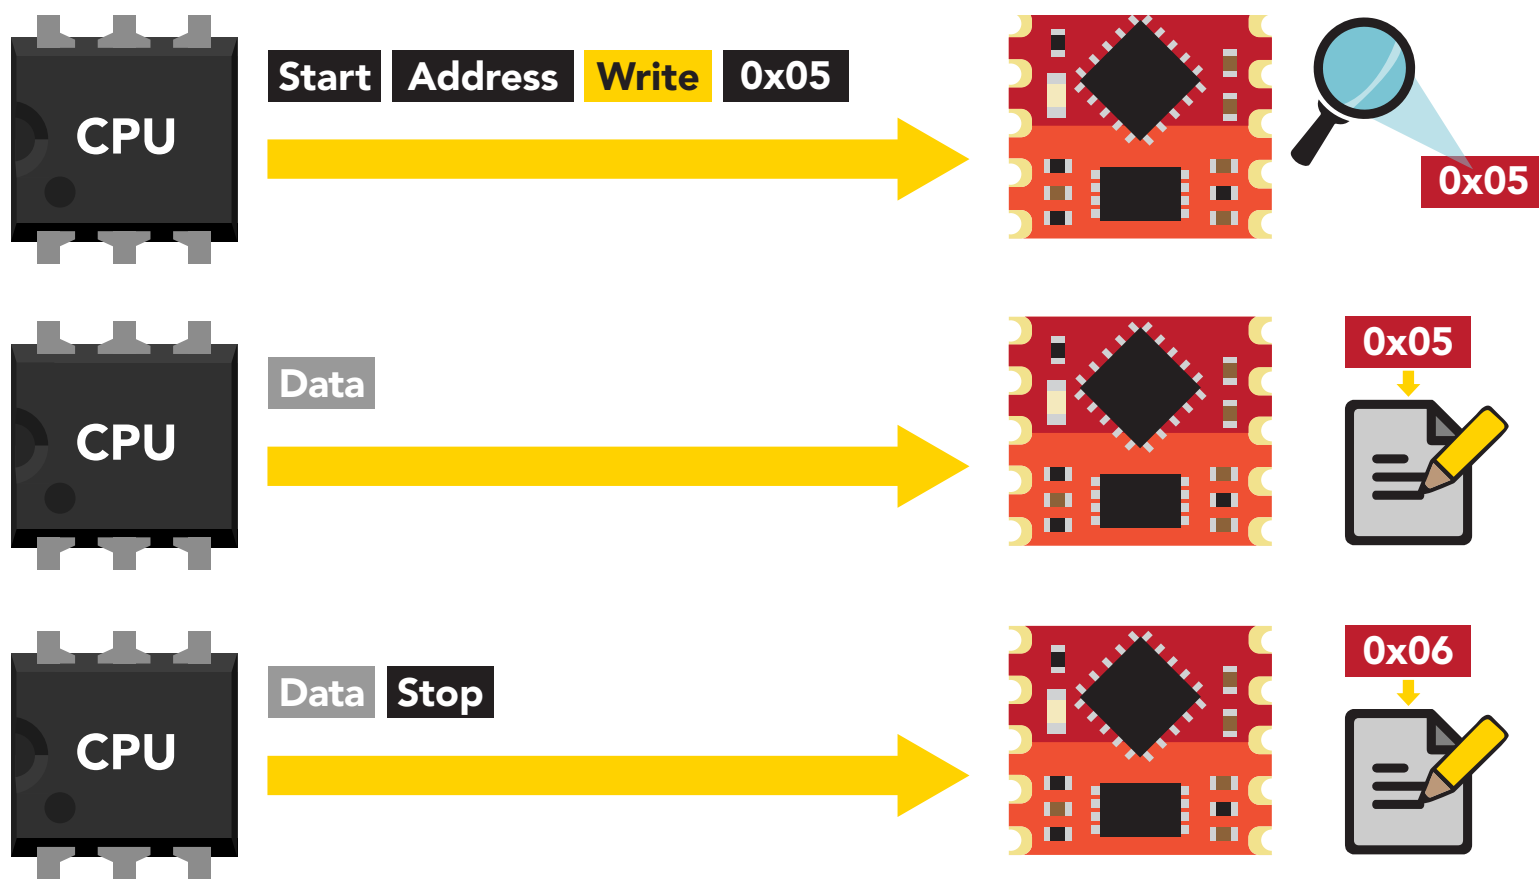 Start Address Write 0x05
CPU
0x05
Data
CPU
0x05
Data Stop
CPU
0x06